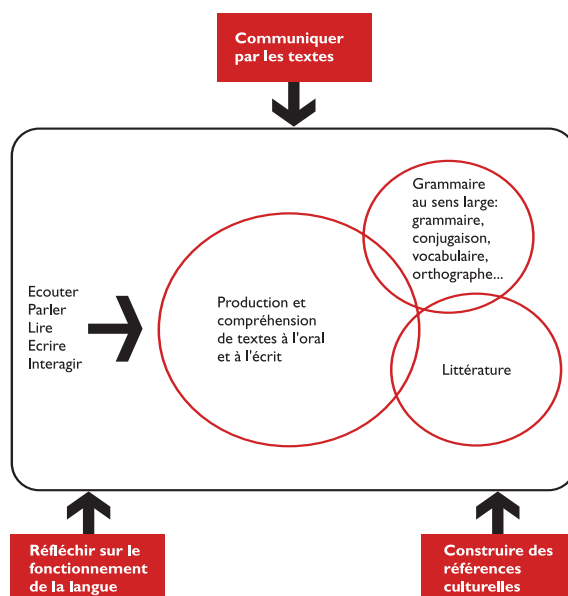 Communiquer
par les textes
Grammaire
au sens large:
grammaire,
conjugaison,
vocabulaire,
orthographe...
Ecouter
Parler
Lire
Ecrire
Interagir
Production et
compréhension
de textes à l'oral
et à l'écrit
Littérature
Réfléchir sur le
fonctionnement
de la langue
Construire des
références
culturelles